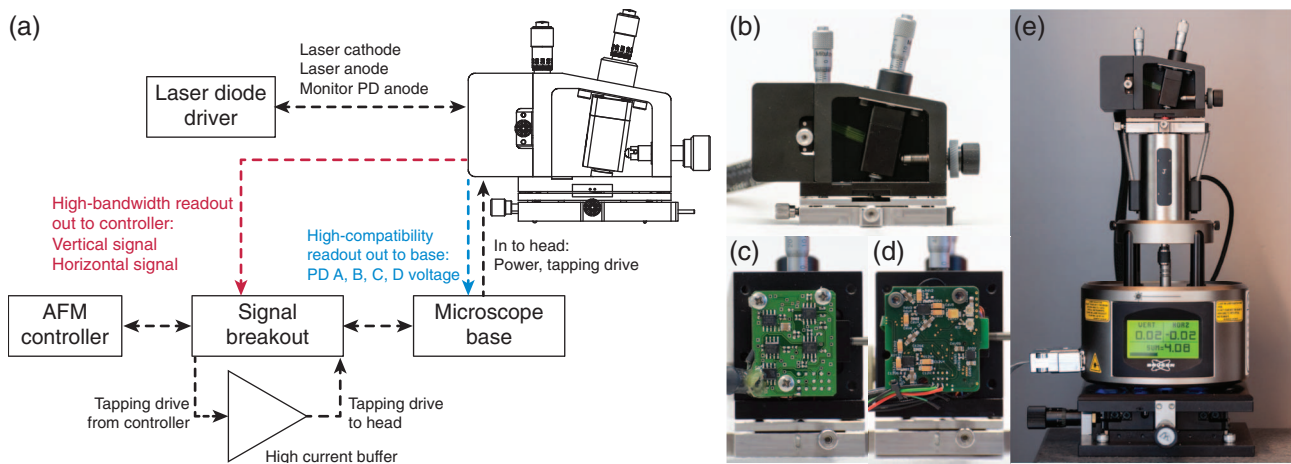 (a)
Laser cathode
Laser anode
Monitor PD anode
Laser diode
driver
High-bandwidth readout
out to controller:
Vertical signal
Horizontal signal
High-compatibility
readout out to base:
PD A, B, C, D voltage
In to head:
Power, tapping drive
AFM
controller
Signal
breakout
Microscope
base
Tapping drive
from controller
Tapping drive
to head
High current buffer
(b)
(c)
(d)
(e)
VERT HORZ
0.02 -0.02
SUM=4.08